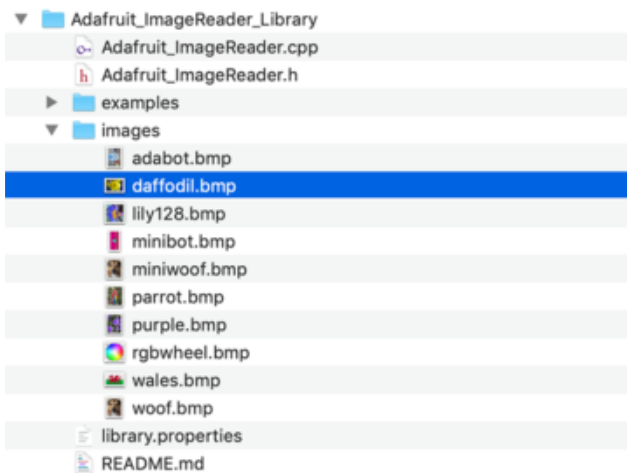 Adafruit_ImageReader_Library
Adafruit_ImageReader.cpp
h Adafruit_ImageReader.h
examples
images
adabot.bmp
daffodil.bmp
lily128.bmp
minibot.bmp
miniwoof.bmp
parrot.bmp
purple.bmp
rgbwheel.bmp
wales.bmp
woof.bmp
library.properties
README.md